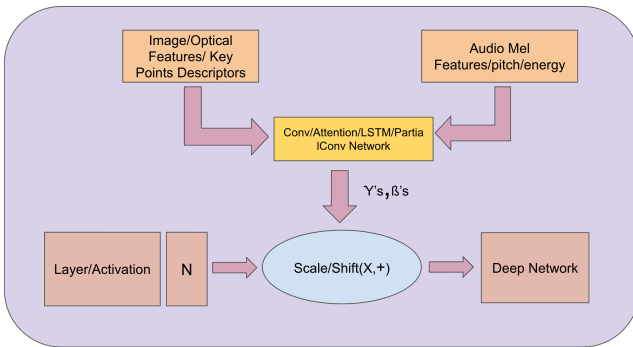 Image/Optical
Features/ Key
Points Descriptors
Audio Mel
Features/pitch/energy
Conv/Attention/LSTM/Partia
lConv Network
ϒ's,ß's
Layer/Activation
N
Scale/Shift(X,+)
Deep Network